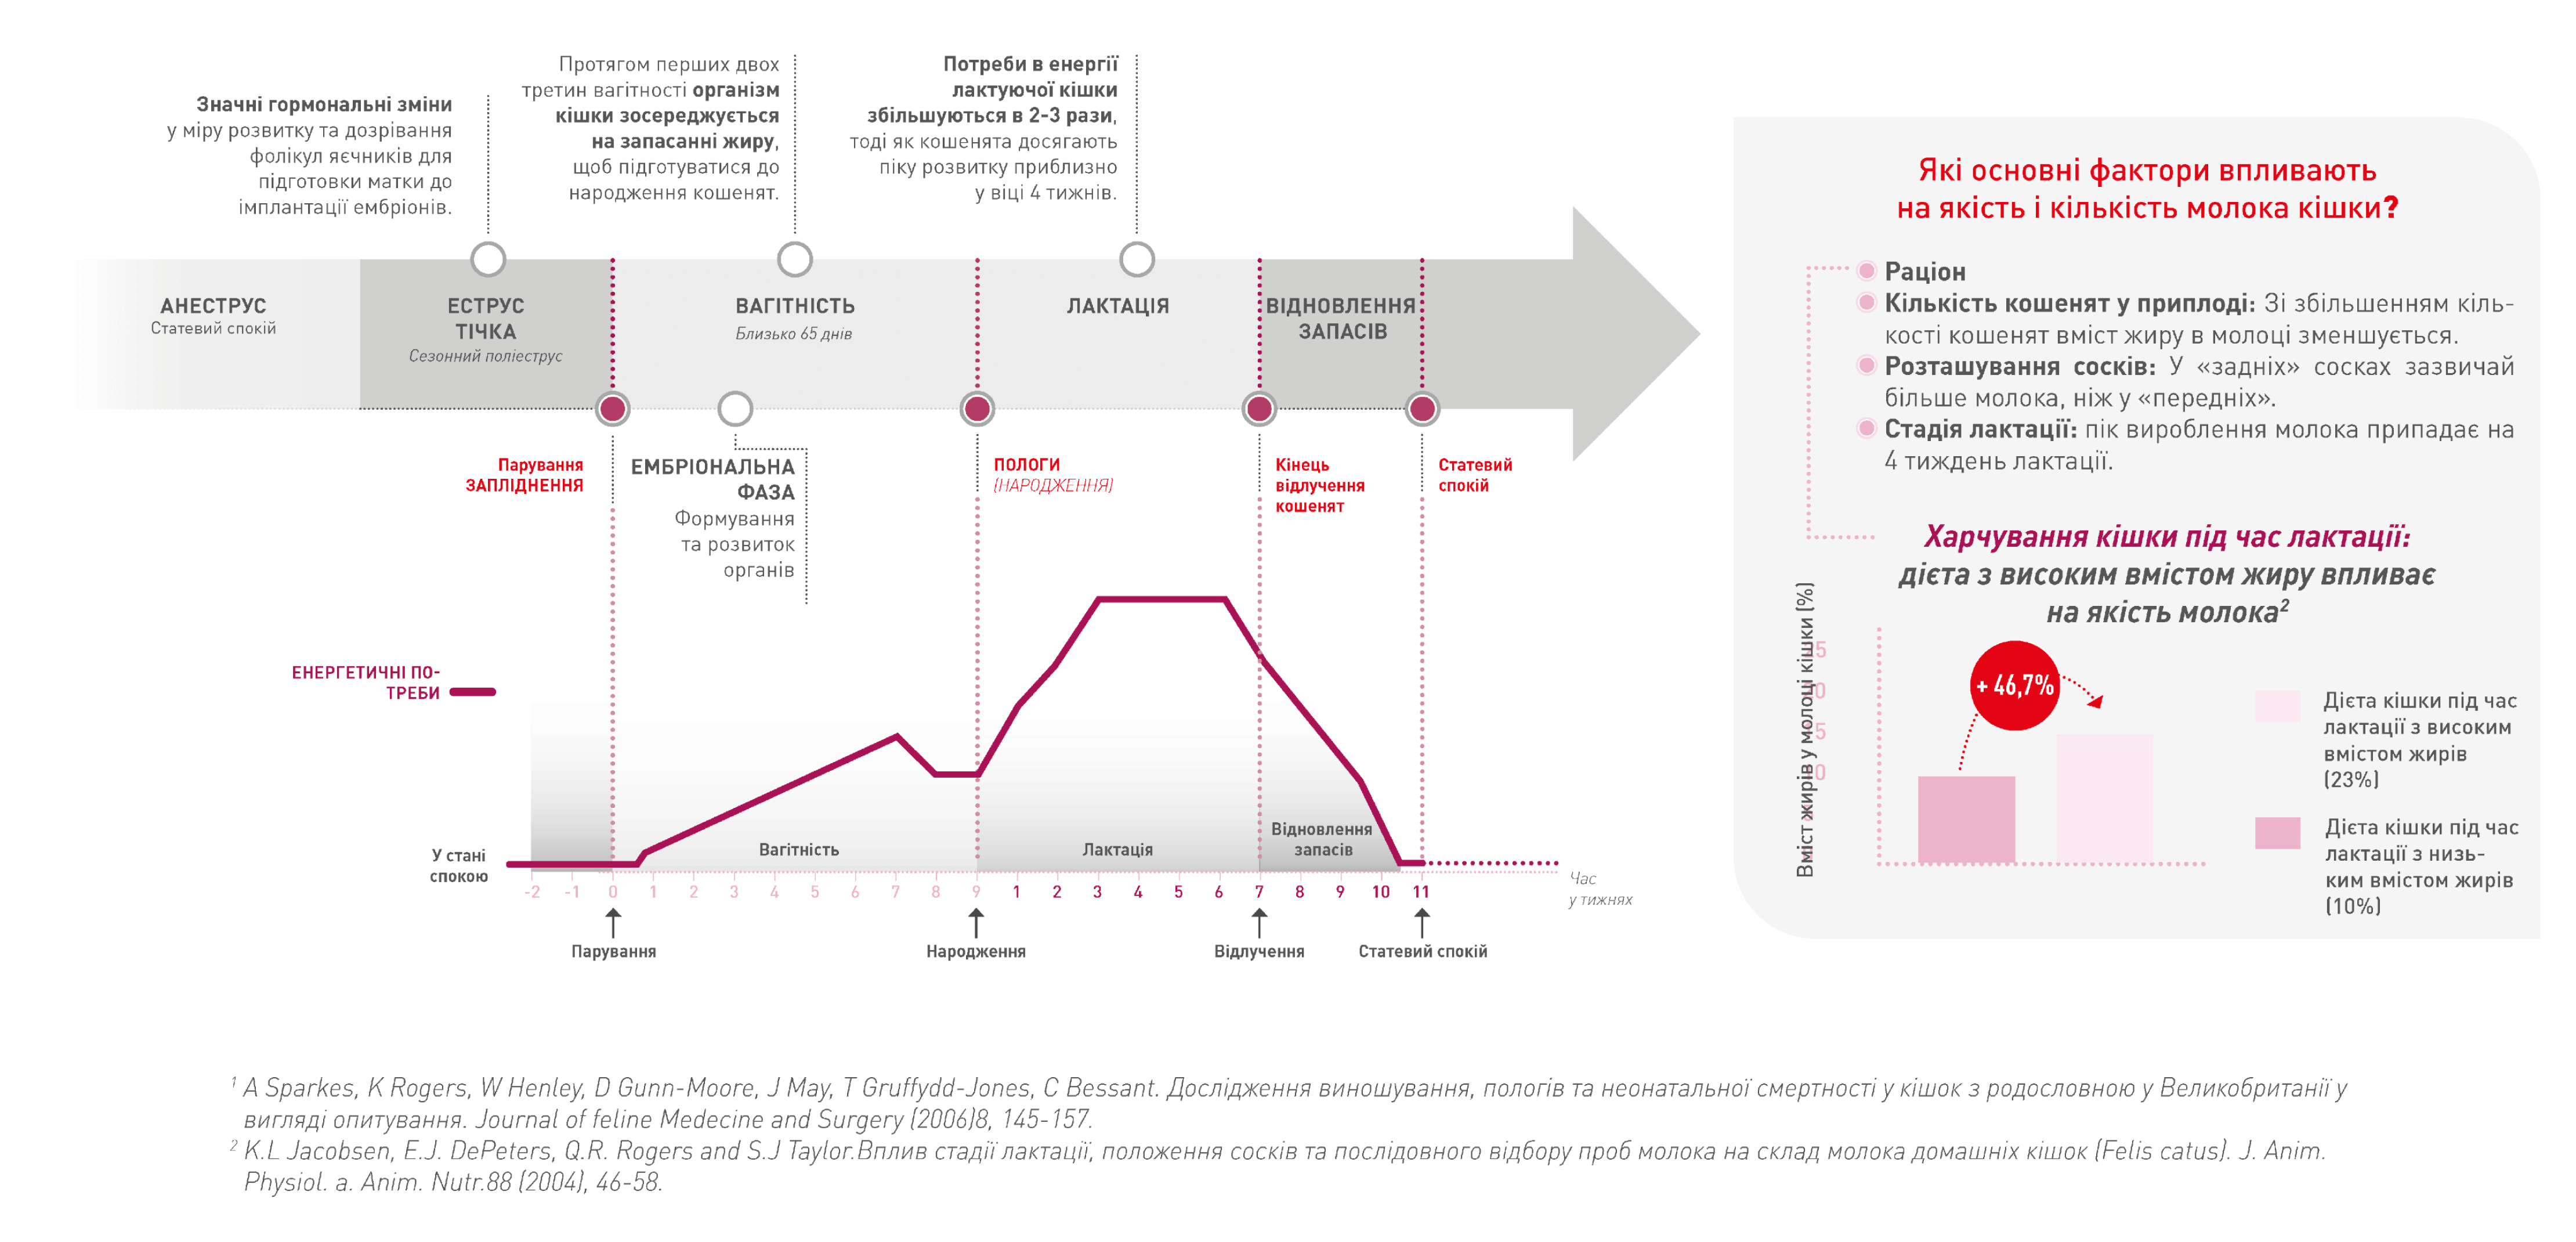 Значні гормональні зміни
у міру розвитку та дозрівання
фолікул яєчників для
підготовки матки до
імплантації ембріонів.
Протягом перших двох
третин вагітності організм
кішки зосереджується
на запасанні жиру,
щоб підготуватися до
народження кошенят.
Потреби в енергії
лактуючої кішки
збільшуються в 2-3 рази,
тоді як кошенята досягають
піку розвитку приблизно
у віці 4 тижнів.
АНЕСТРУС
Статевий спокій
ЕСТРУС
ТІЧКА
Сезонний поліеструс
ВАГІТНІСТЬ
Близько 65 днів
ЛАКТАЦІЯ
ВІДНОВЛЕННЯ
ЗАПАСІВ
Парування
ЗАПЛІДНЕННЯ
ЕМБРІОНАЛЬНА
ФАЗА
Формування
та розвиток
органів
ПОЛОГИ
(НАРОДЖЕННЯ)
Кінець
відлучення
кошенят
Статевий
спокій
ЕНЕРГЕТИЧНІ ПО-
ТРЕБИ
У стані
спокою
Вагітність
Лактація
Відновлення
запасів
-2 -1 0 1 2 3 4 5 6 7 8 9 1 2 3 4 5 6 7 8 9 10 11
Час
у тижнях
Парування
Народження
Відлучення
Статевий спокій
Які основні фактори впливають
на якість і кількість молока кішки?
Раціон
Кількість кошенят у приплоді: Зі збільшенням кіль-
кості кошенят вміст жиру в молоці зменшується.
Розташування сосків: У «задніх» сосках зазвичай
більше молока, ніж у «передніх».
Стадія лактації: пік вироблення молока припадає на
4 тиждень лактації.
Харчування кішки під час лактації:
дієта з високим вмістом жиру впливає
на якість молока²
Вміст жирів у молоці кішки (%)
+ 46,7%
Дієта кішки під час
лактації з високим
вмістом жирів
(23%)
Дієта кішки під час
лактації з низь-
ким вмістом жирів
(10%)
¹ A Sparkes, K Rogers, W Henley, D Gunn-Moore, J May, T Gruffydd-Jones, C Bessant. Дослідження виношування, пологів та неонатальної смертності у кішок з родословною у Великобританії у
вигляді опитування. Journal of feline Medecine and Surgery (2006)8, 145-157.
² K.L Jacobsen, E.J. DePeters, Q.R. Rogers and S.J Taylor.Вплив стадії лактації, положення сосків та послідовного відбору проб молока на склад молока домашніх кішок (Felis catus). J. Anim.
Physiol. a. Anim. Nutr.88 (2004), 46-58.